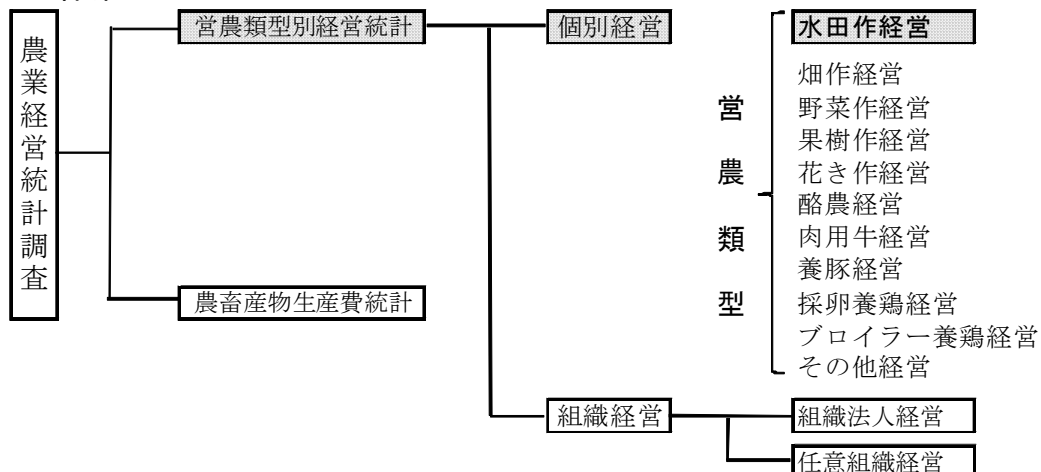 農業経営統計調査
営農類型別経営統計
農畜産物生産費統計
個別経営
組織経営
営農類型
水田作経営
畑作経営
野菜作経営
果樹作経営
花き作経営
酪農経営
肉用牛経営
養豚経営
採卵養鶏経営
ブロイラー養鶏経営
その他経営
組織法人経営
任意組織経営